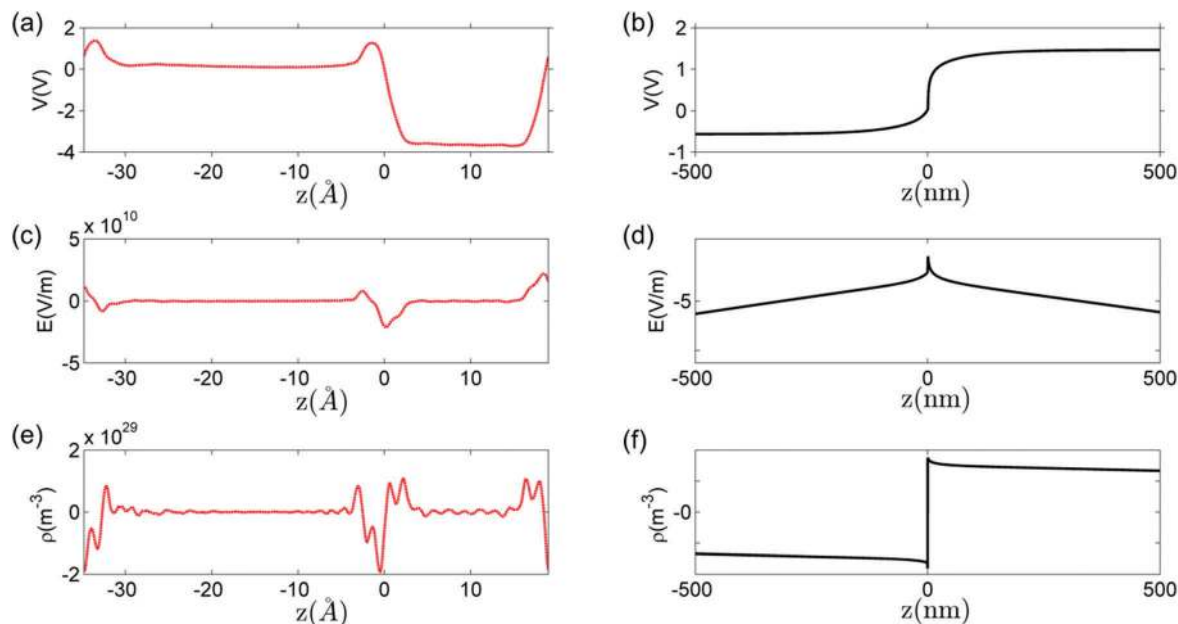 (a)
2
0
-2
-4
V(V)
-30 -20 -10 0 10
z(Å)
(b)
2
1
0
-1
V(V)
-500 0 500
z(nm)
(c)
x 10^10
5
0
-5
E(V/m)
-30 -20 -10 0 10
z(Å)
(d)
-5
E(V/m)
-500 0 500
z(nm)
(e)
x 10^29
2
0
-2
ρ(m^-3)
-30 -20 -10 0 10
z(Å)
(f)
-0
ρ(m^-3)
-500 0 500
z(nm)